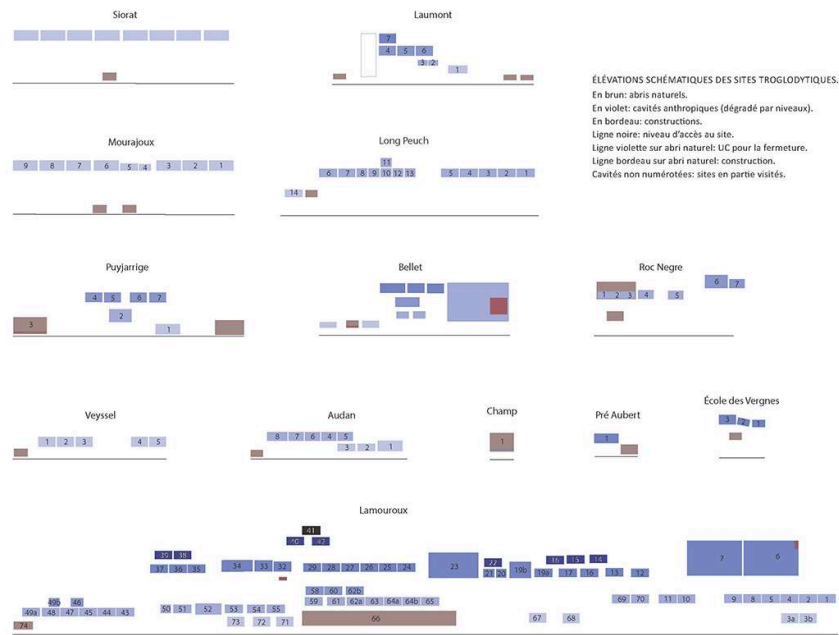 Siorat
Laumont
7
4 5 6
3 2
1
ÉLÉVATIONS SCHÉMATIQUES DES SITES TROGLODYTIQUES.
En brun: abris naturels.
En violet: cavités anthropiques (dégradé par niveaux).
En bordeau: constructions.
Ligne noire: niveau d'accès au site.
Ligne violette sur abri naturel: UC pour la fermeture.
Ligne bordeau sur abri naturel: construction.
Cavités non numérotées: sites en partie visités.
Mourajoux
9 8 7 6 5 4 3 2 1
Long Peuch
11
6 7 8 9 10 12 13 5 4 3 2 1
14
Puyjarrige
4 5 6 7
2
3
1
Bellet
Roc Negre
6 7
1 2 3 4 5
Veyssel
1 2 3 4 5
Audan
8 7 6 4 5
3 2 1
Champ
1
Pré Aubert
1
École des Vergnes
3 2 1
Lamouroux
41
40 42
39 38 22 16 15 14
37 36 35 34 33 32 29 28 27 26 25 24 23 21 20 19b 19a 17 16 13 12 7 6
58 60 62b
49b 46 59 61 62a 63 64a 64b 65 69 70 11 10 9 8 5 4 2 1
49a 48 47 45 44 43 50 51 52 53 54 55
73 72 71 66 67 68 3a 3b
74